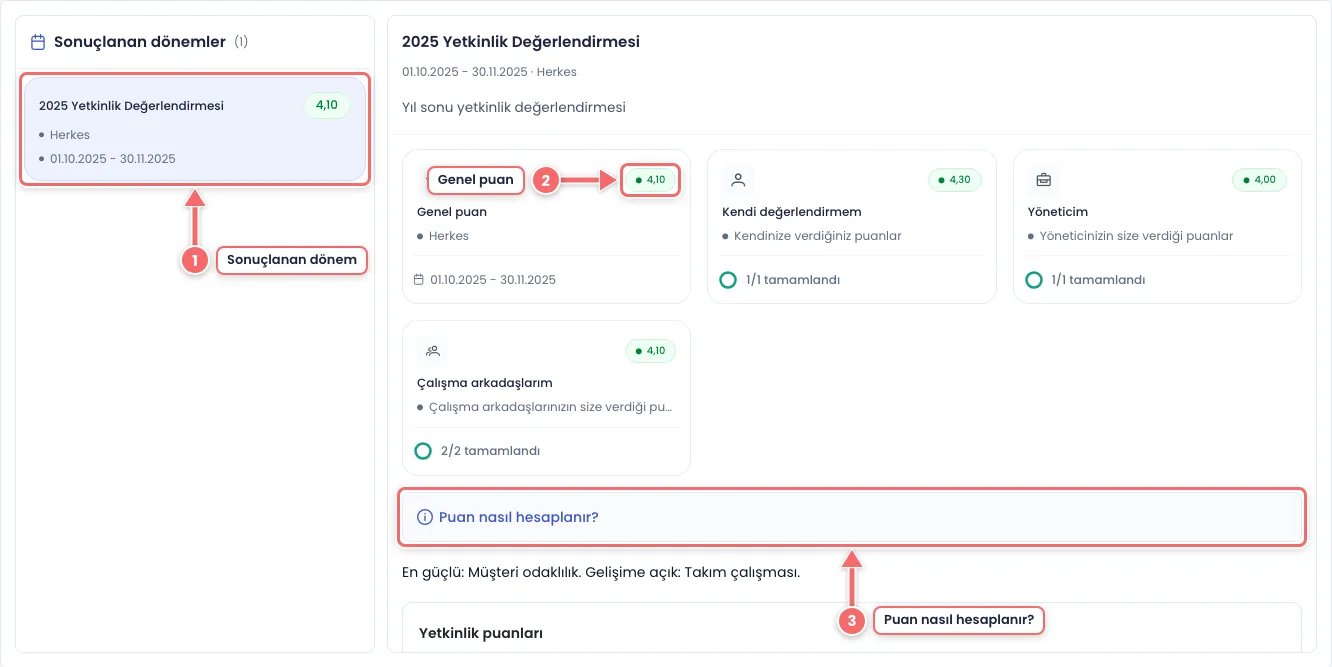 Sonuçlanan dönemler (1)
2025 Yetkinlik Değerlendirmesi 4,10
Herkes
01.10.2025 - 30.11.2025
1 Sonuçlanan dönem
2025 Yetkinlik Değerlendirmesi
01.10.2025 - 30.11.2025 · Herkes
Yıl sonu yetkinlik değerlendirmesi
Genel puan 2 4,10
Genel puan
Herkes
01.10.2025 - 30.11.2025
4,30
Kendi değerlendirmem
Kendinize verdiğiniz puanlar
1/1 tamamlandı
4,00
Yöneticim
Yöneticinizin size verdiği puanlar
1/1 tamamlandı
4,10
Çalışma arkadaşlarım
Çalışma arkadaşlarınızın size verdiği pu...
2/2 tamamlandı
Puan nasıl hesaplanır?
En güçlü: Müşteri odaklılık. Gelişime açık: Takım çalışması.
3 Puan nasıl hesaplanır?
Yetkinlik puanları